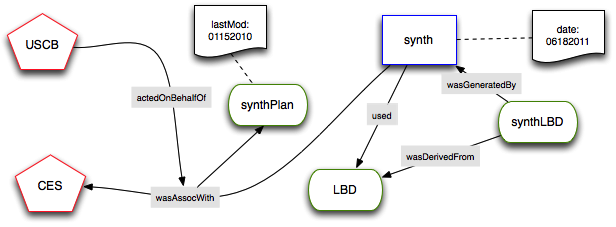 USCB
lastMod:
01152010
synth
date:
06182011
actedOnBehalfOf
synthPlan
wasGeneratedBy
used
synthLBD
wasDerivedFrom
CES
wasAssocWith
LBD